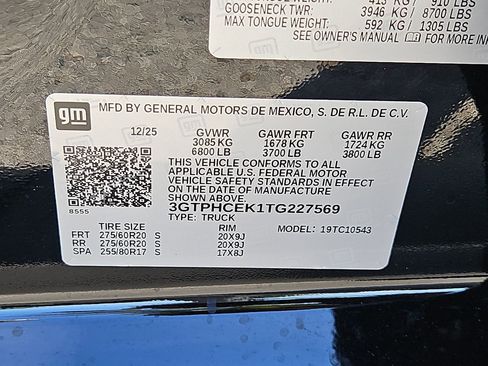 413 KG / 910 LBS
GOOSENECK TWR:
3946 KG / 8700 LBS
MAX TONGUE WEIGHT:
592 KG / 1305 LBS
SEE OWNER'S MANUAL FOR MORE
gm
MFD BY GENERAL MOTORS DE MEXICO, S. DE R.L. DE C.V.
12/25 GVWR GAWR FRT GAWR RR
3085 KG 1678 KG 1724 KG
6800 LB 3700 LB 3800 LB
THIS VEHICLE CONFORMS TO ALL
APPLICABLE U.S. FEDERAL MOTOR
VEHICLE SAFETY STANDARDS IN EFFECT
ON THE DATE OF MANUFACTURE
SHOWN ABOVE.
3GTPHCEK1TG227569
TYPE: TRUCK 19TC10543
8555
TIRE SIZE RIM
FRT 275/60R20 S 20X9J
RR 275/60R20 S 20X9J
SPA 255/80R17 S 17X8J